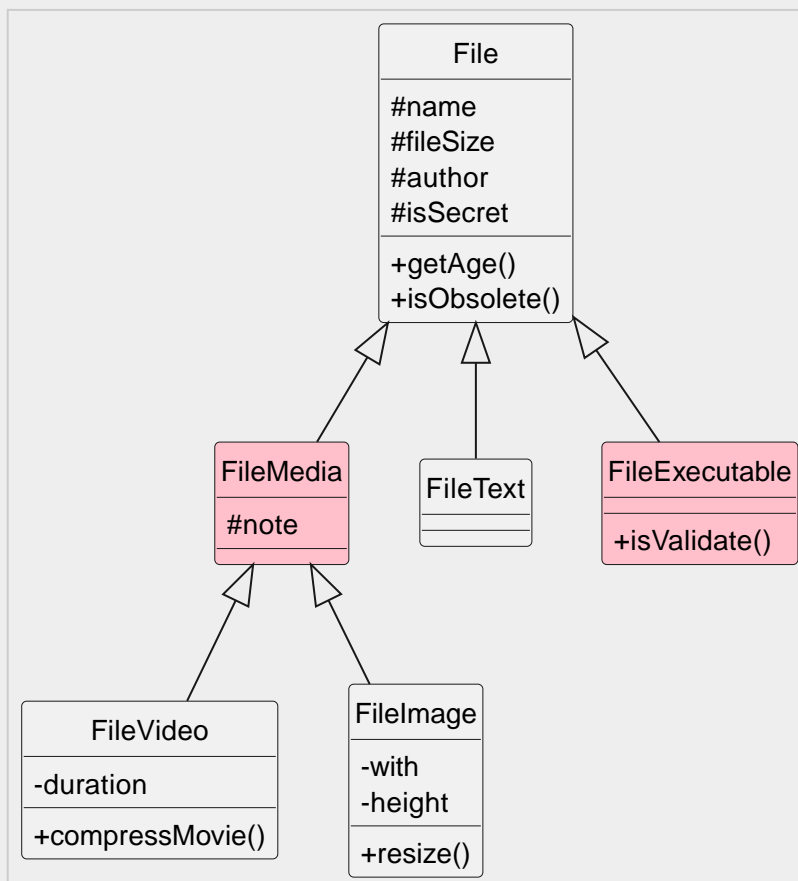 File
#name
#fileSize
#author
#isSecret
+getAge()
+isObsolete()
FileMedia
#note
FileText
FileExecutable
+isValidate()
FileVideo
-duration
+compressMovie()
FileImage
-with
-height
+resize()